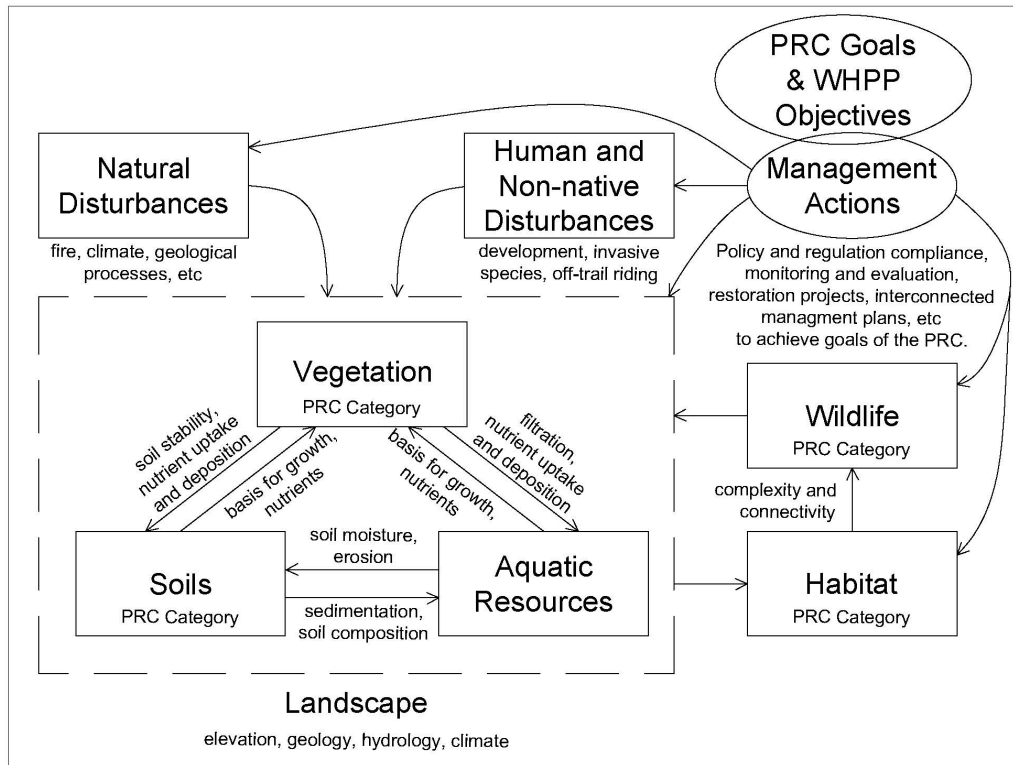 PRC Goals
& WHPP
Objectives
Natural
Disturbances
fire, climate, geological
processes, etc
Human and
Non-native
Disturbances
development, invasive
species, off-trail riding
Management
Actions
Policy and regulation compliance,
monitoring and evaluation,
restoration projects, interconnected
managment plans, etc
to achieve goals of the PRC.
Vegetation
PRC Category
soil stability,
nutrient uptake
and deposition
basis for growth,
nutrients
basis for growth,
nutrients
filtration,
nutrient uptake
and deposition
Wildlife
PRC Category
complexity and
connectivity
Soils
PRC Category
soil moisture,
erosion
sedimentation,
soil composition
Aquatic
Resources
Habitat
PRC Category
Landscape
elevation, geology, hydrology, climate